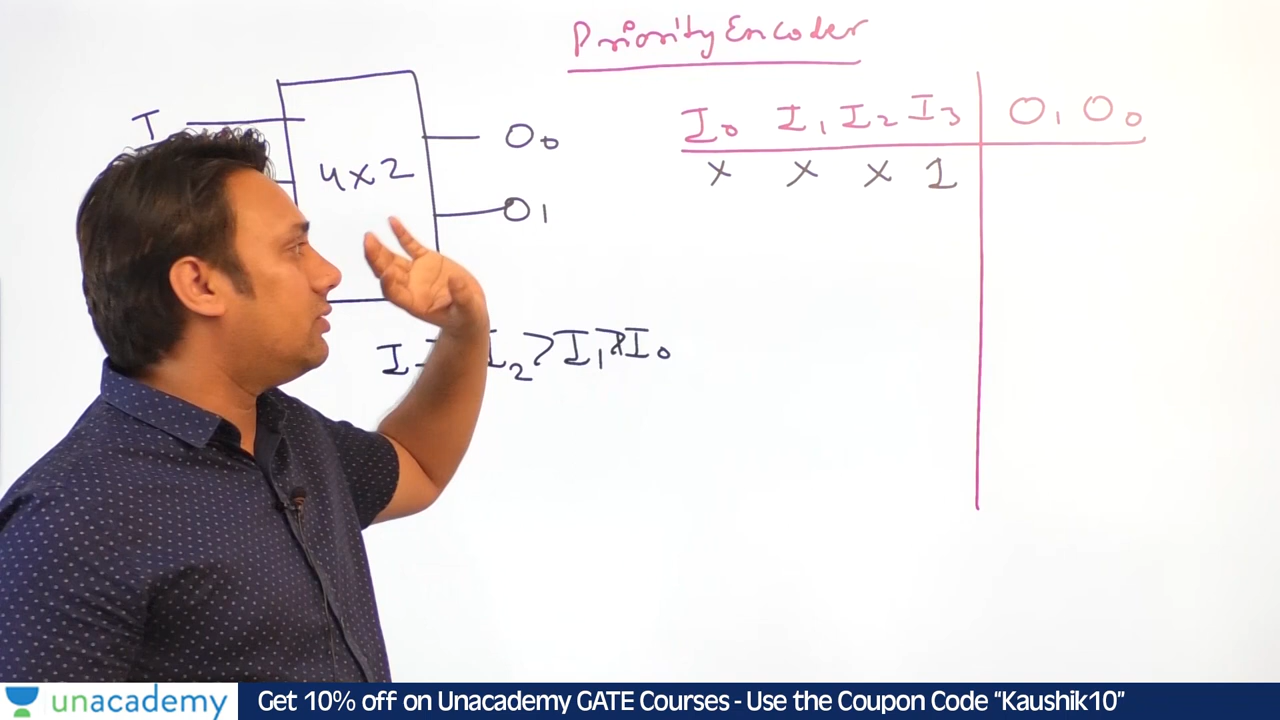 Priority Encoder
I
4x2
O0
O1
I2 > I1 > I0
I0 I1 I2 I3 O1 O0
x x x 1
unacademy
Get 10% off on Unacademy GATE Courses - Use the Coupon Code “Kaushik10”